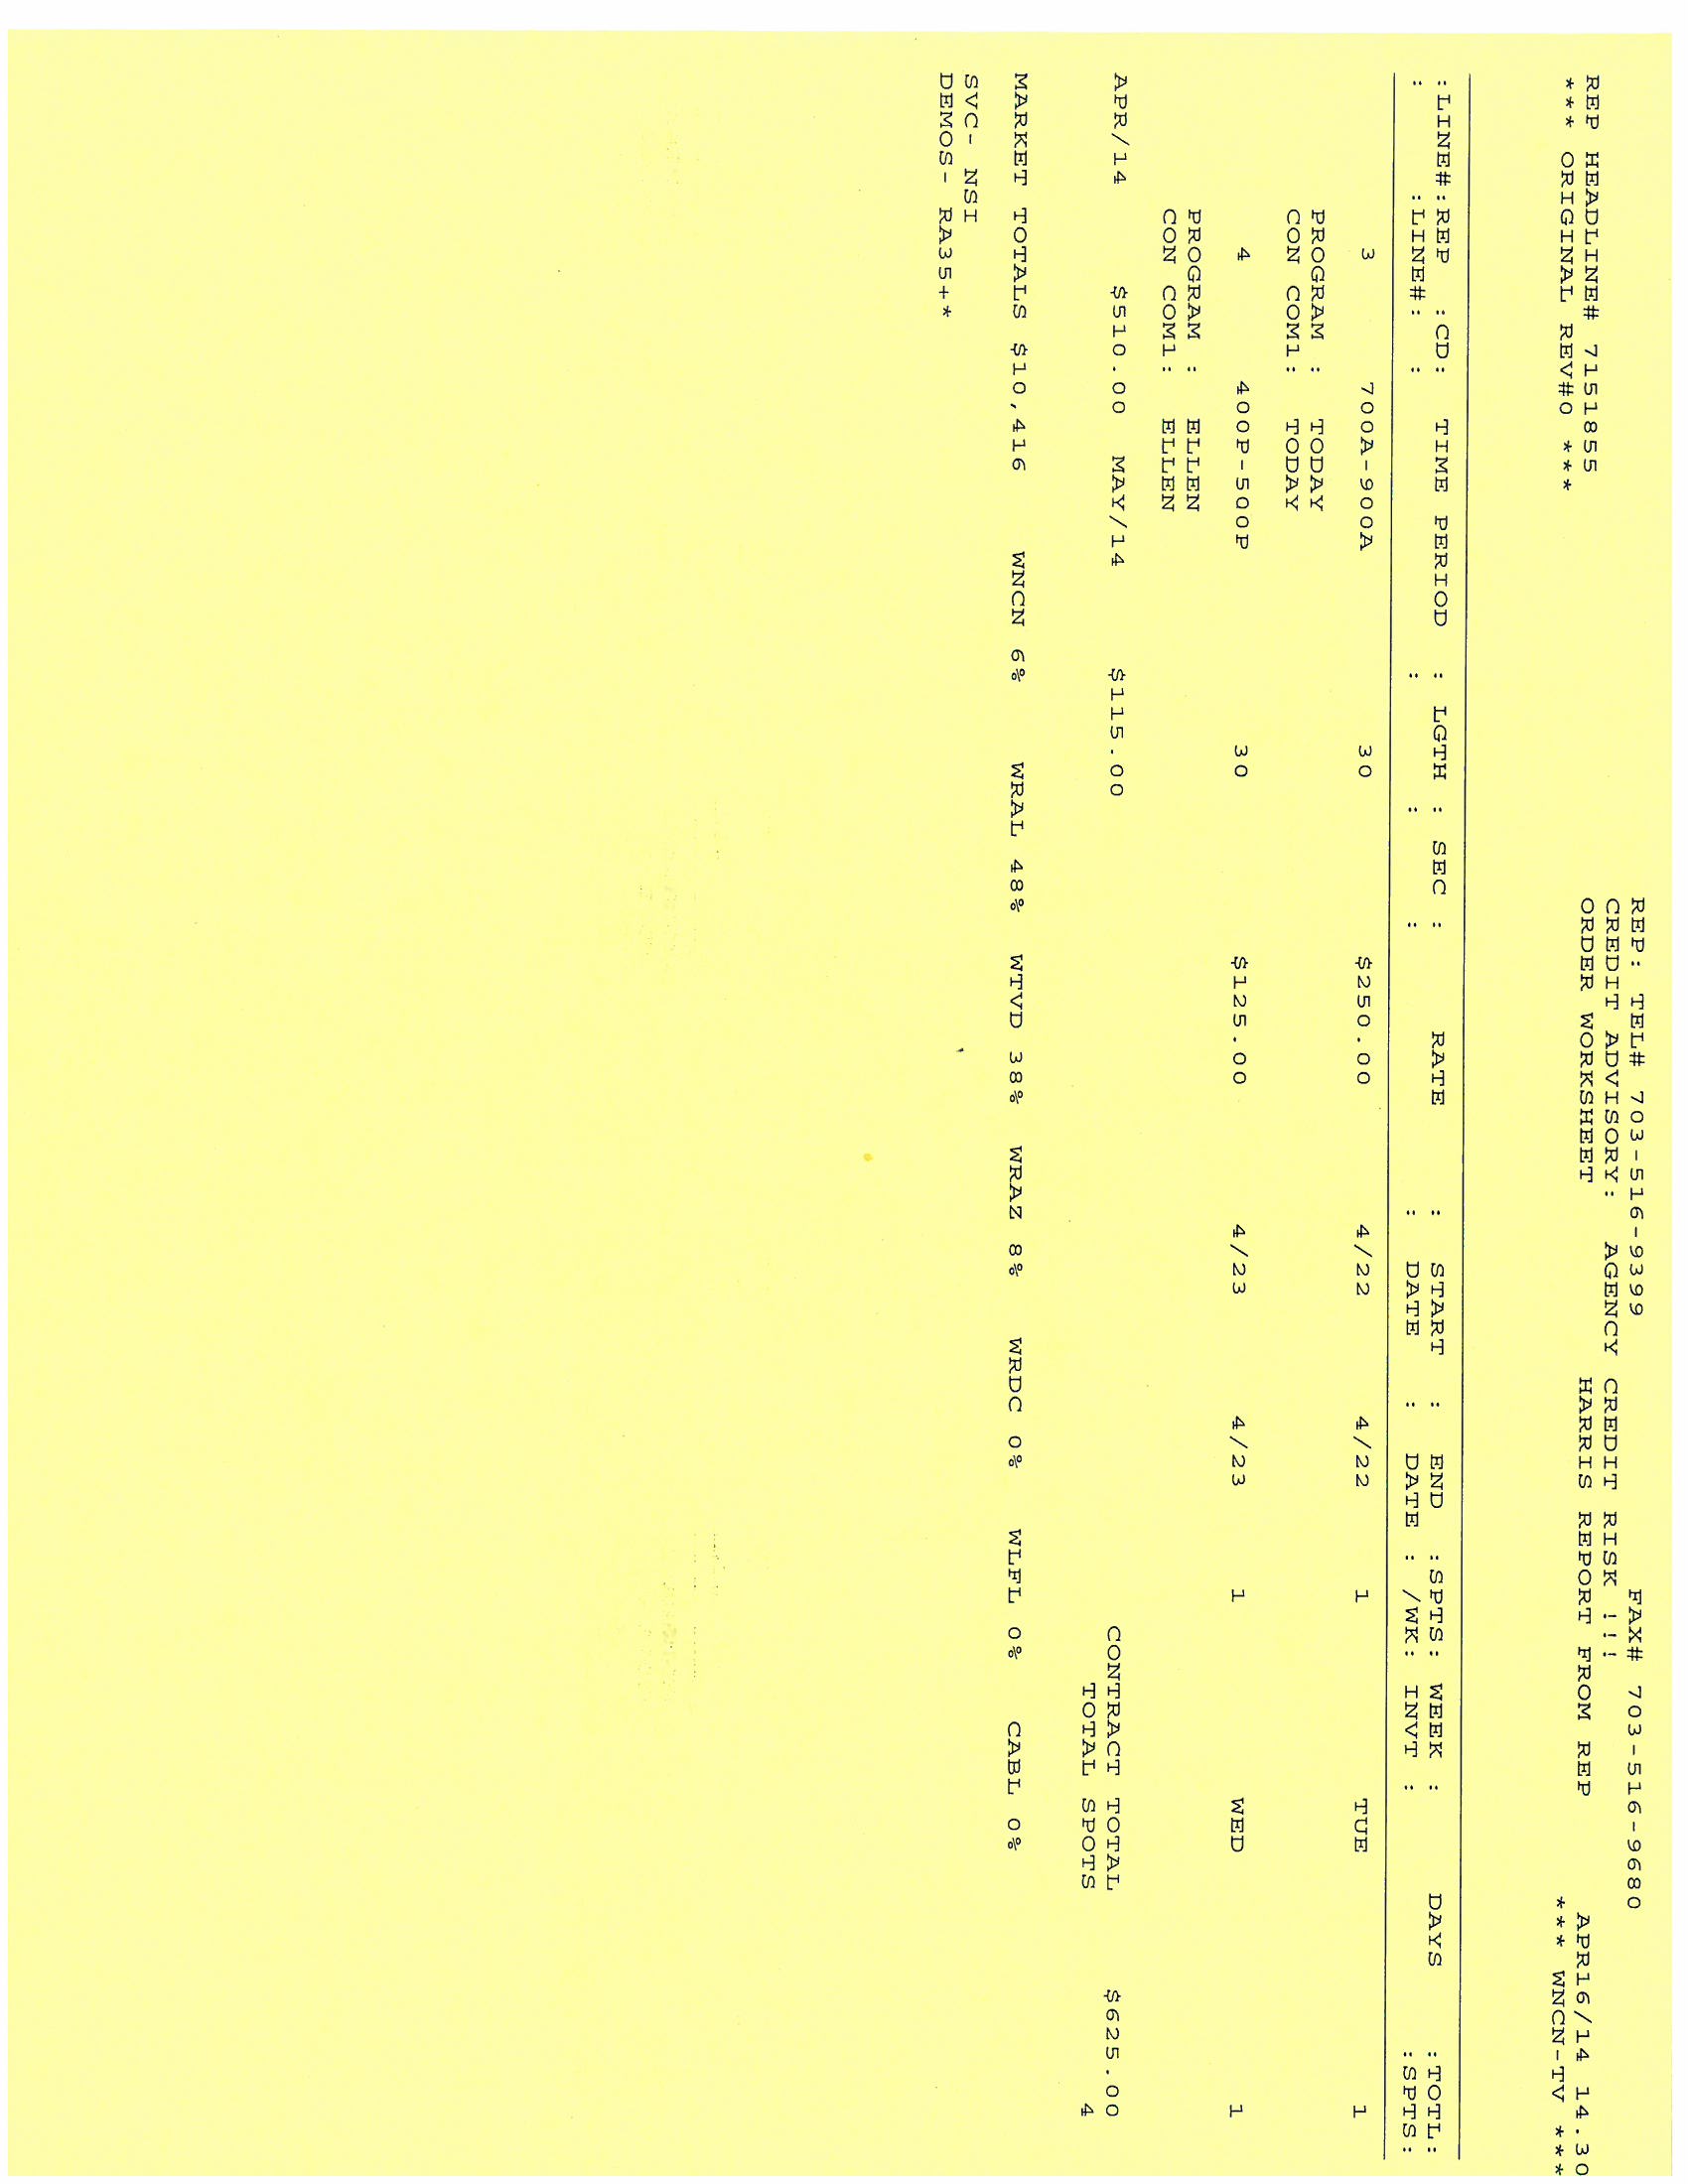 REP: TEL# 703-516-9399 FAX# 703-516-9680
CREDIT ADVISORY: AGENCY CREDIT RISK !!!
REP HEADLINE# 7151855 ORDER WORKSHEET HARRIS REPORT FROM REP APR16/14 14.30
*** ORIGINAL REV#0 *** *** WNCN-TV ***
:LINE#:REP :CD: TIME PERIOD : LGTH : SEC : RATE : START : END :SPTS: WEEK : DAYS :TOTL:
: :LINE#: : : : : : DATE : DATE : /WK: INVT : :SPTS:
3 700A-900A 30 $250.00 4/22 4/22 1 TUE 1
PROGRAM : TODAY
CON COM1: TODAY
4 400P-500P 30 $125.00 4/23 4/23 1 WED 1
PROGRAM : ELLEN
CON COM1: ELLEN
APR/14 $510.00 MAY/14 $115.00 CONTRACT TOTAL $625.00
TOTAL SPOTS 4
MARKET TOTALS $10,416 WNCN 6% WRAL 48% WTVD 38% WRAZ 8% WRDC 0% WLFL 0% CABL 0%
SVC- NSI
DEMOS- RA35+*